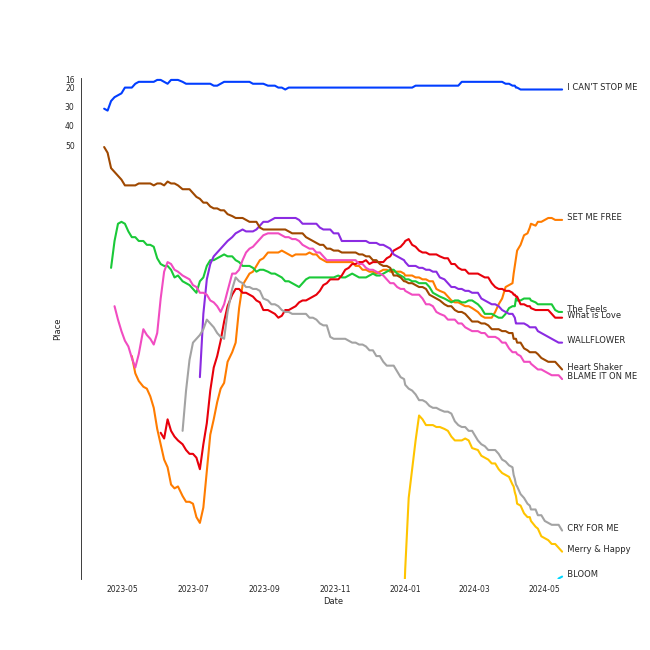 16
20
30
40
50
Place
I CAN'T STOP ME
SET ME FREE
The Feels
What is Love
WALLFLOWER
Heart Shaker
BLAME IT ON ME
CRY FOR ME
Merry & Happy
BLOOM
2023-05 2023-07 2023-09 2023-11 2024-01 2024-03 2024-05
Date